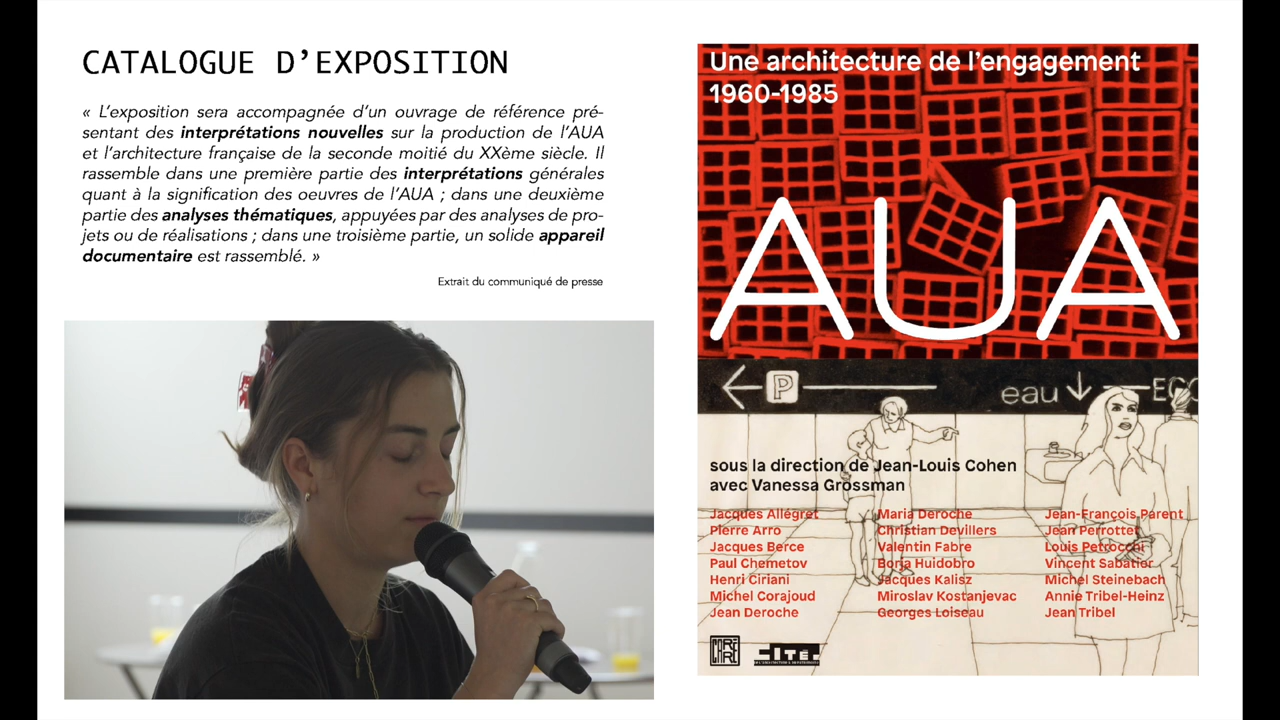 CATALOGUE D'EXPOSITION
« L'exposition sera accompagnée d'un ouvrage de référence pré-
sentant des interprétations nouvelles sur la production de l'AUA
et l'architecture française de la seconde moitié du XXème siècle. Il
rassemble dans une première partie des interprétations générales
quant à la signification des oeuvres de l'AUA ; dans une deuxième
partie des analyses thématiques, appuyées par des analyses de pro-
jets ou de réalisations ; dans une troisième partie, un solide appareil
documentaire est rassemblé. »
Extrait du communiqué de presse
Une architecture de l'engagement
1960-1985
AUA
P
eau
sous la direction de Jean-Louis Cohen
avec Vanessa Grossman
Jacques Allégret
Pierre Arro
Jacques Berce
Paul Chemetov
Henri Ciriani
Michel Corajoud
Jean Deroche
Maria Deroche
Christian Devillers
Valentin Fabre
Borja Huidobro
Jacques Kalisz
Miroslav Kostanjevac
Georges Loiseau
Jean-François Parent
Jean Perrottet
Louis Petrocchi
Vincent Sabatier
Michel Steinebach
Annie Tribel-Heinz
Jean Tribel